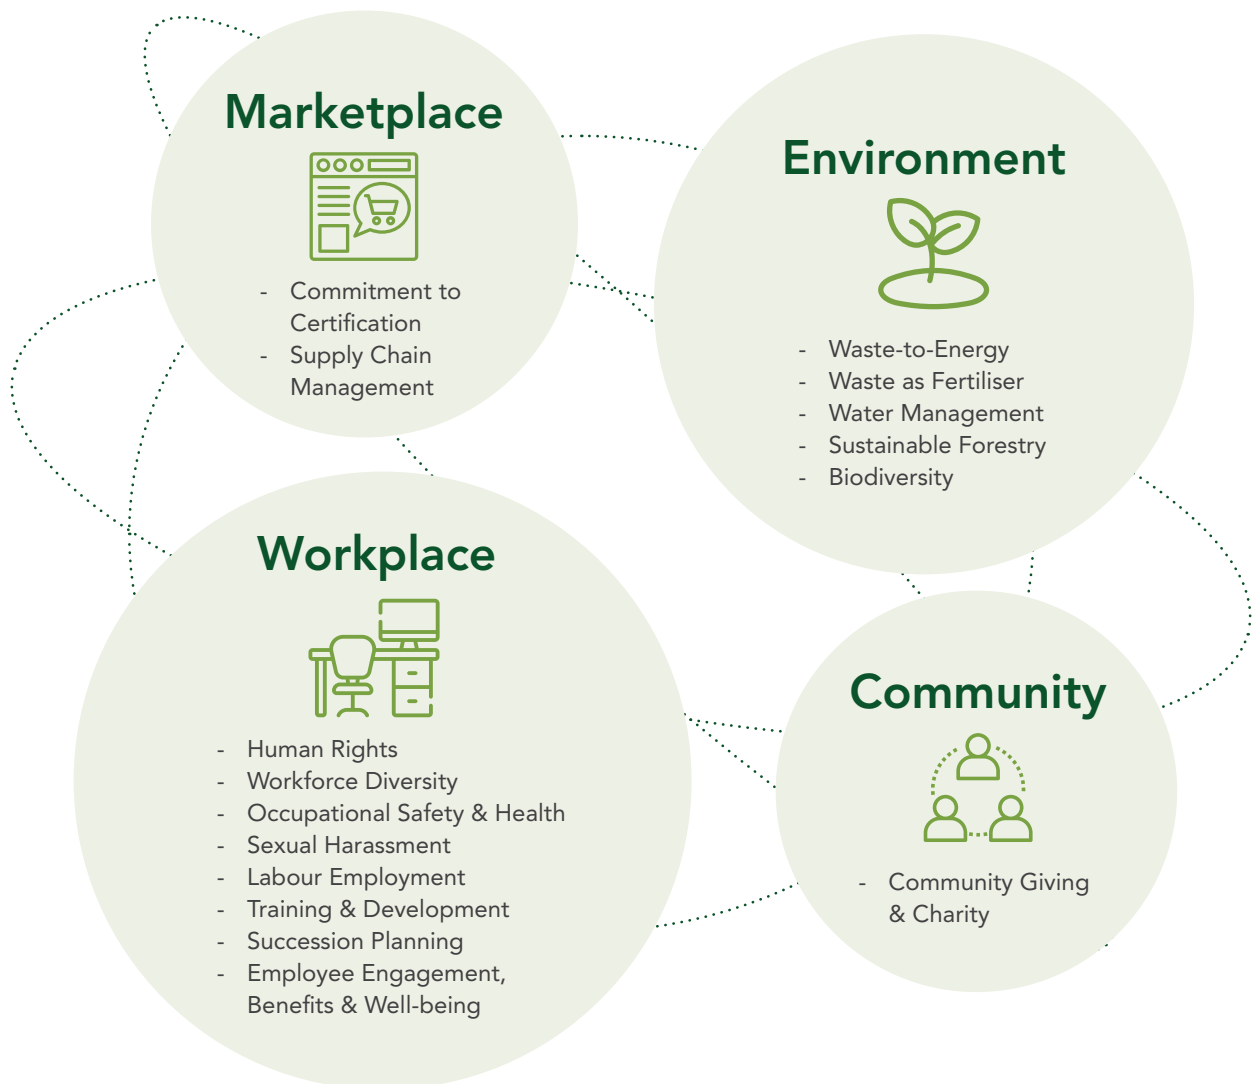 Marketplace
- Commitment to
Certification
- Supply Chain
Management
Environment
- Waste-to-Energy
- Waste as Fertiliser
- Water Management
- Sustainable Forestry
- Biodiversity
Workplace
- Human Rights
- Workforce Diversity
- Occupational Safety & Health
- Sexual Harassment
- Labour Employment
- Training & Development
- Succession Planning
- Employee Engagement,
Benefits & Well-being
Community
- Community Giving
& Charity